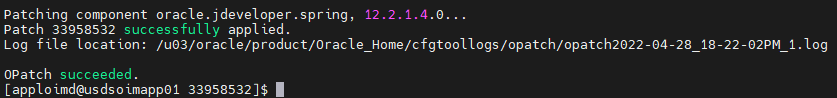 Patching component oracle.jdeveloper.spring, 12.2.1.4.0...
Patch 33958532 successfully applied.
Log file location: /u03/oracle/product/Oracle_Home/cfgtoollogs/opatch/opatch2022-04-28_18-22-02PM_1.log
OPatch succeeded.
[apploimd@usdsoimapp01 33958532]$